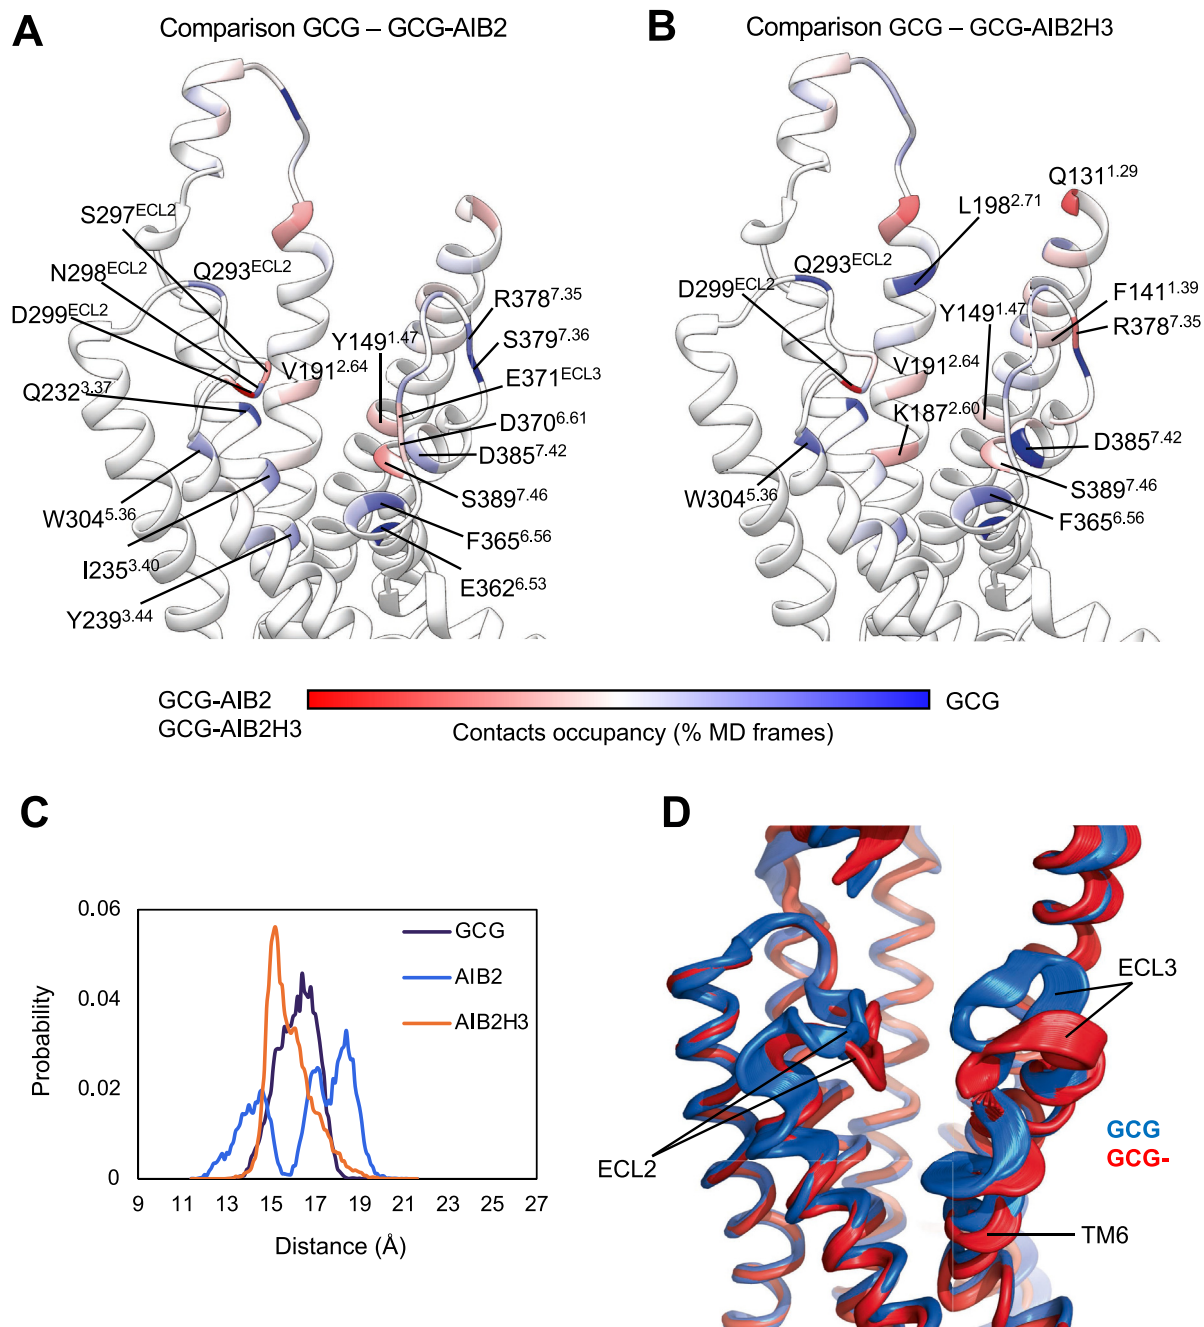 A
Comparison GCG – GCG-AIB2
S297ECL2
N298ECL2
Q293ECL2
D299ECL2
Q2323.37
V1912.64
Y1491.47
R3787.35
S3797.36
E371ECL3
D3706.61
D3857.42
S3897.46
W3045.36
F3656.56
I2353.40
E3626.53
Y2393.44
B
Comparison GCG – GCG-AIB2H3
Q1311.29
L1982.71
Q293ECL2
D299ECL2
Y1491.47
F1411.39
R3787.35
V1912.64
K1872.60
D3857.42
S3897.46
W3045.36
F3656.56
GCG-AIB2
GCG-AIB2H3
GCG
Contacts occupancy (% MD frames)
C
Probability
0.06
0.04
0.02
0
GCG
AIB2
AIB2H3
9 11 13 15 17 19 21 23 25 27
Distance (Å)
D
ECL3
ECL2
GCG
GCG-
TM6